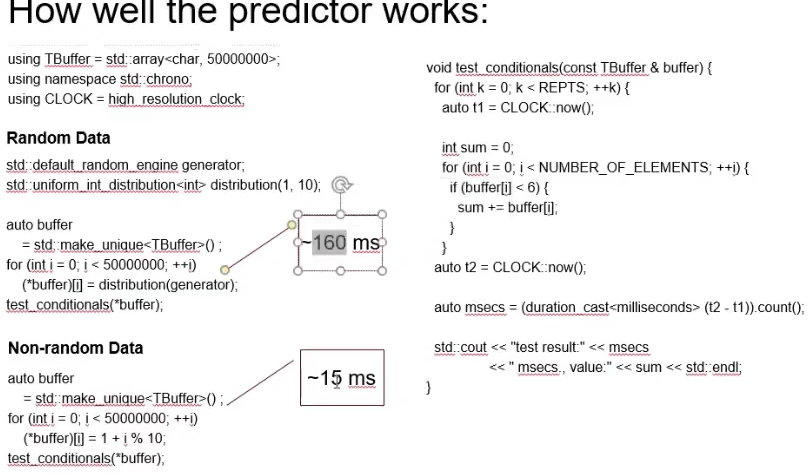 How well the predictor works:
using TBuffer = std::array<char, 50000000>;
using namespace std::chrono;
using CLOCK = high_resolution_clock;
Random Data
std::default_random_engine generator;
std::uniform_int_distribution<int> distribution(1, 10);
auto buffer
= std::make_unique<TBuffer>() ;
for (int i = 0; i < 50000000; ++i)
(*buffer)[i] = distribution(generator);
test_conditionals(*buffer);
~160 ms
Non-random Data
auto buffer
= std::make_unique<TBuffer>() ;
for (int i = 0; i < 50000000; ++i)
(*buffer)[i] = 1 + i % 10;
test_conditionals(*buffer);
~15 ms
void test_conditionals(const TBuffer & buffer) {
for (int k = 0; k < REPTS; ++k) {
auto t1 = CLOCK::now();
int sum = 0;
for (int i = 0; i < NUMBER_OF_ELEMENTS; ++i) {
if (buffer[i] < 6) {
sum += buffer[i];
}
}
auto t2 = CLOCK::now();
auto msecs = (duration_cast<milliseconds> (t2 - t1)).count();
std::cout << "test result:" << msecs
<< " msecs., value:" << sum << std::endl;
}